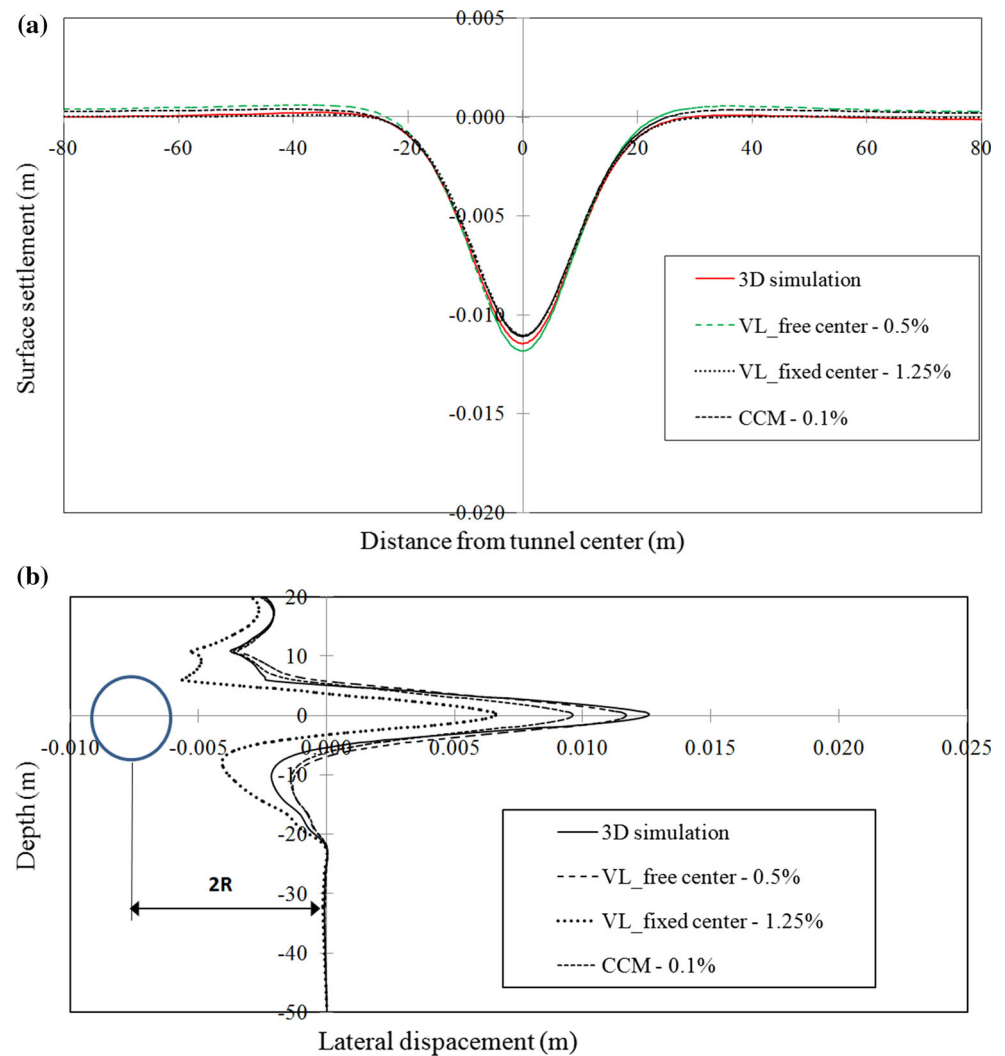 (a)
0.005
0.000
-80
-60
-40
-20
0
20
40
60
80
-0.005
-0.010
-0.015
-0.020
Surface settlement (m)
3D simulation
VL_free center - 0.5%
VL_fixed center - 1.25%
CCM - 0.1%
Distance from tunnel center (m)
(b)
20
10
0
-0.010
-0.005
0.000
0.005
0.010
0.015
0.020
0.025
-10
-20
-30
-40
-50
Depth (m)
2R
3D simulation
VL_free center - 0.5%
VL_fixed center - 1.25%
CCM - 0.1%
Lateral dispacement (m)